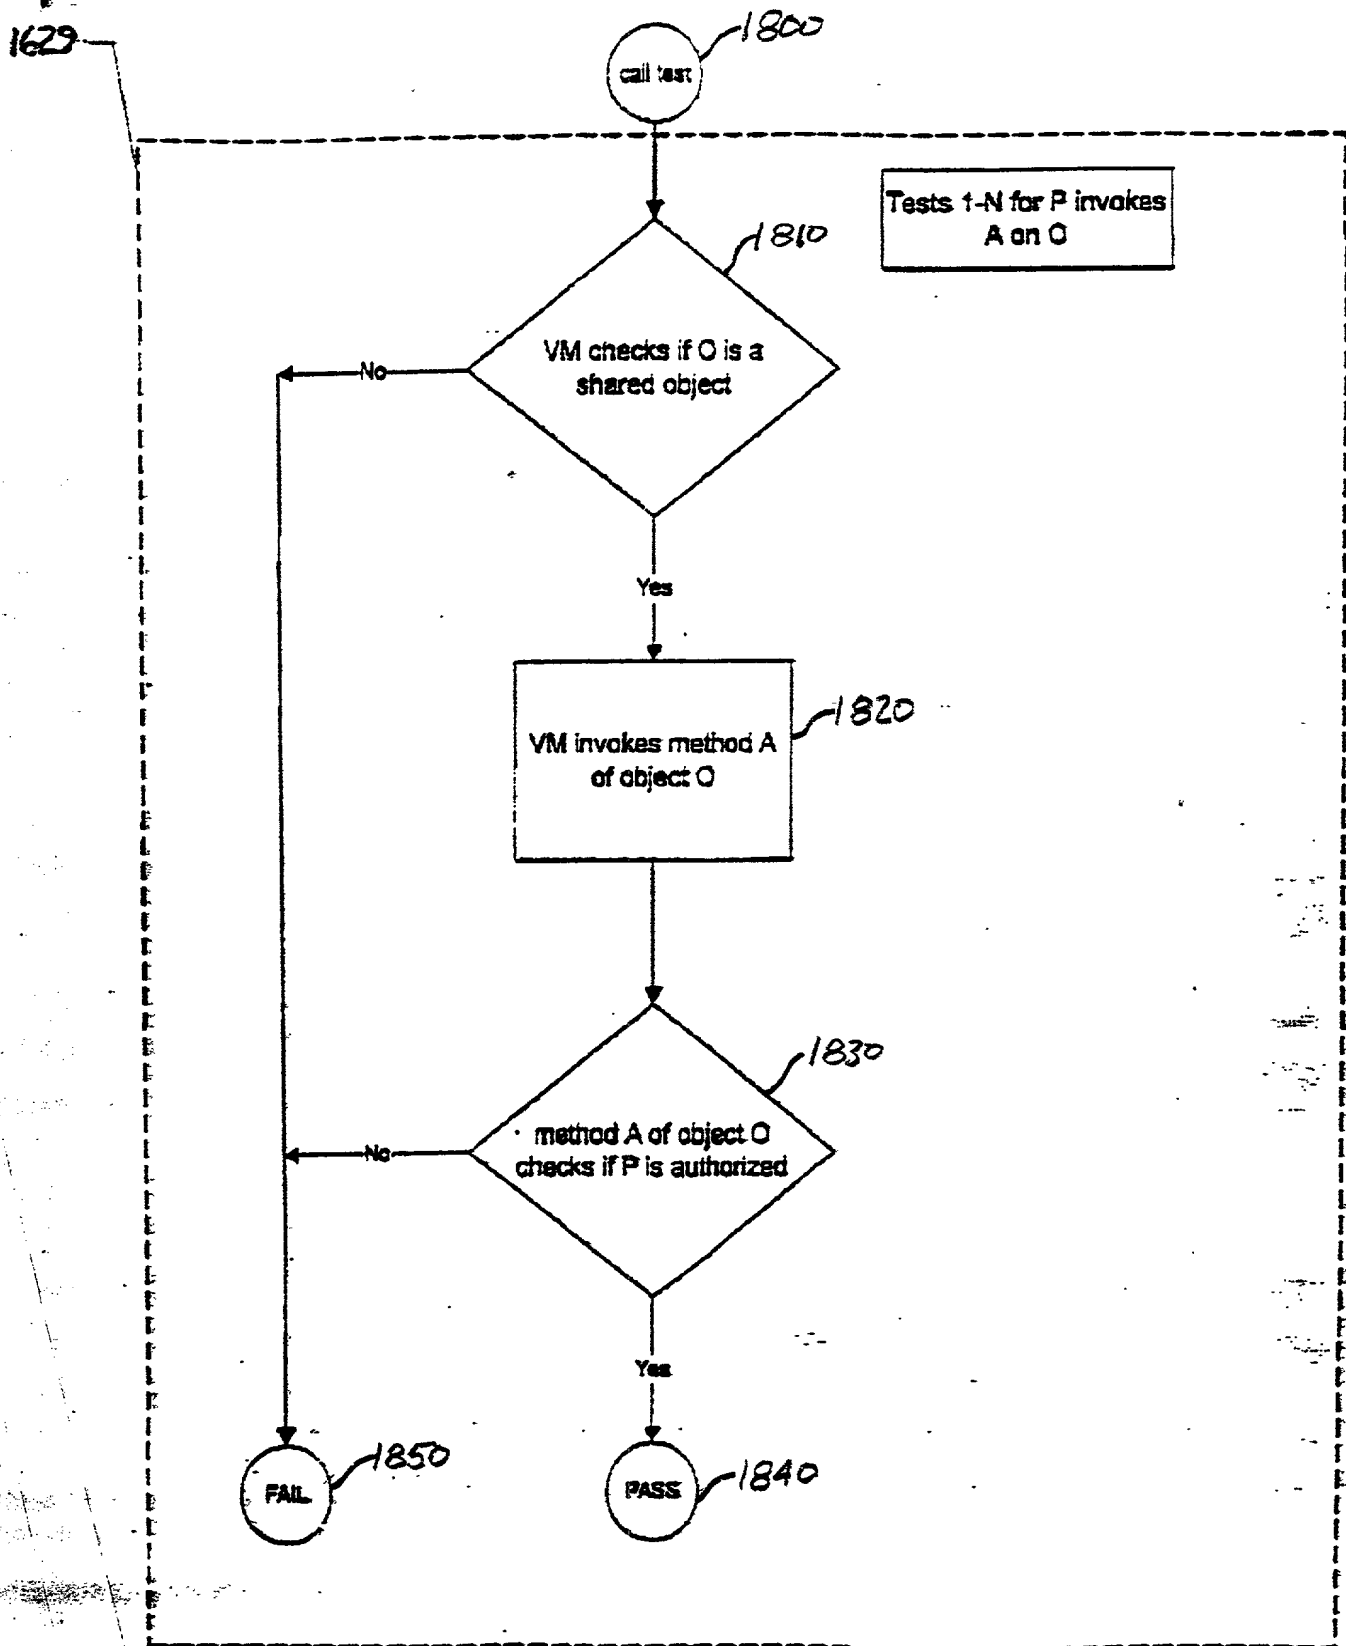 1629
1800
call test
Tests 1-N for P invokes
A on O
1810
VM checks if O is a
shared object
No
Yes
1820
VM invokes method A
of object O
1830
method A of object O
checks if P is authorized
No
Yes
1850
FAIL
1840
PASS